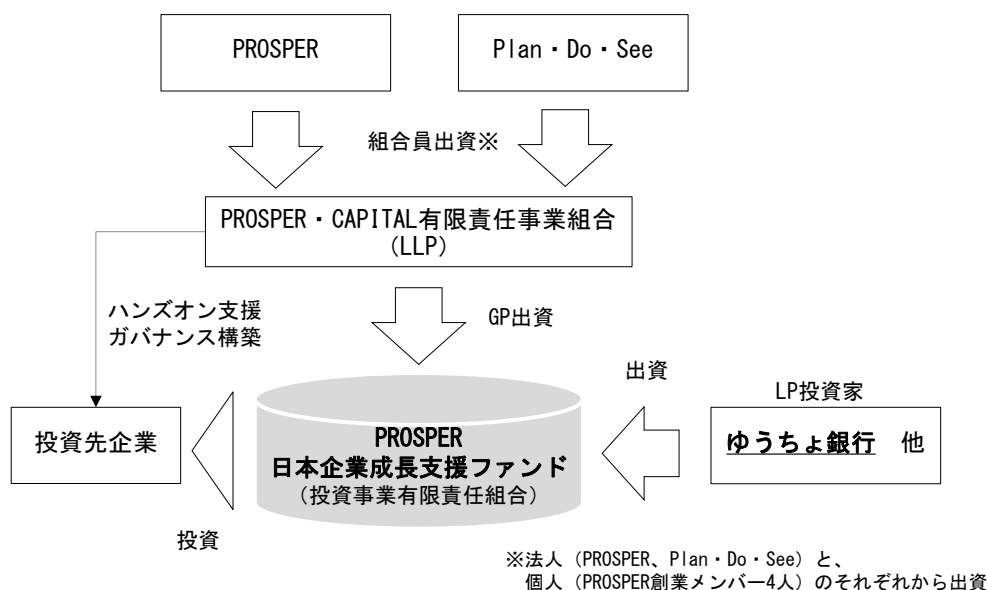 PROSPER
Plan・Do・See
組合員出資※
PROSPER・CAPITAL有限責任事業組合
(LLP)
ハンズオン支援
ガバナンス構築
GP出資
出資
LP投資家
投資先企業
PROSPER
日本企業成長支援ファンド
（投資事業有限責任組合）
ゆうちょ銀行　他
投資
※法人（PROSPER、Plan・Do・See）と、
個人（PROSPER創業メンバー4人）のそれぞれから出資